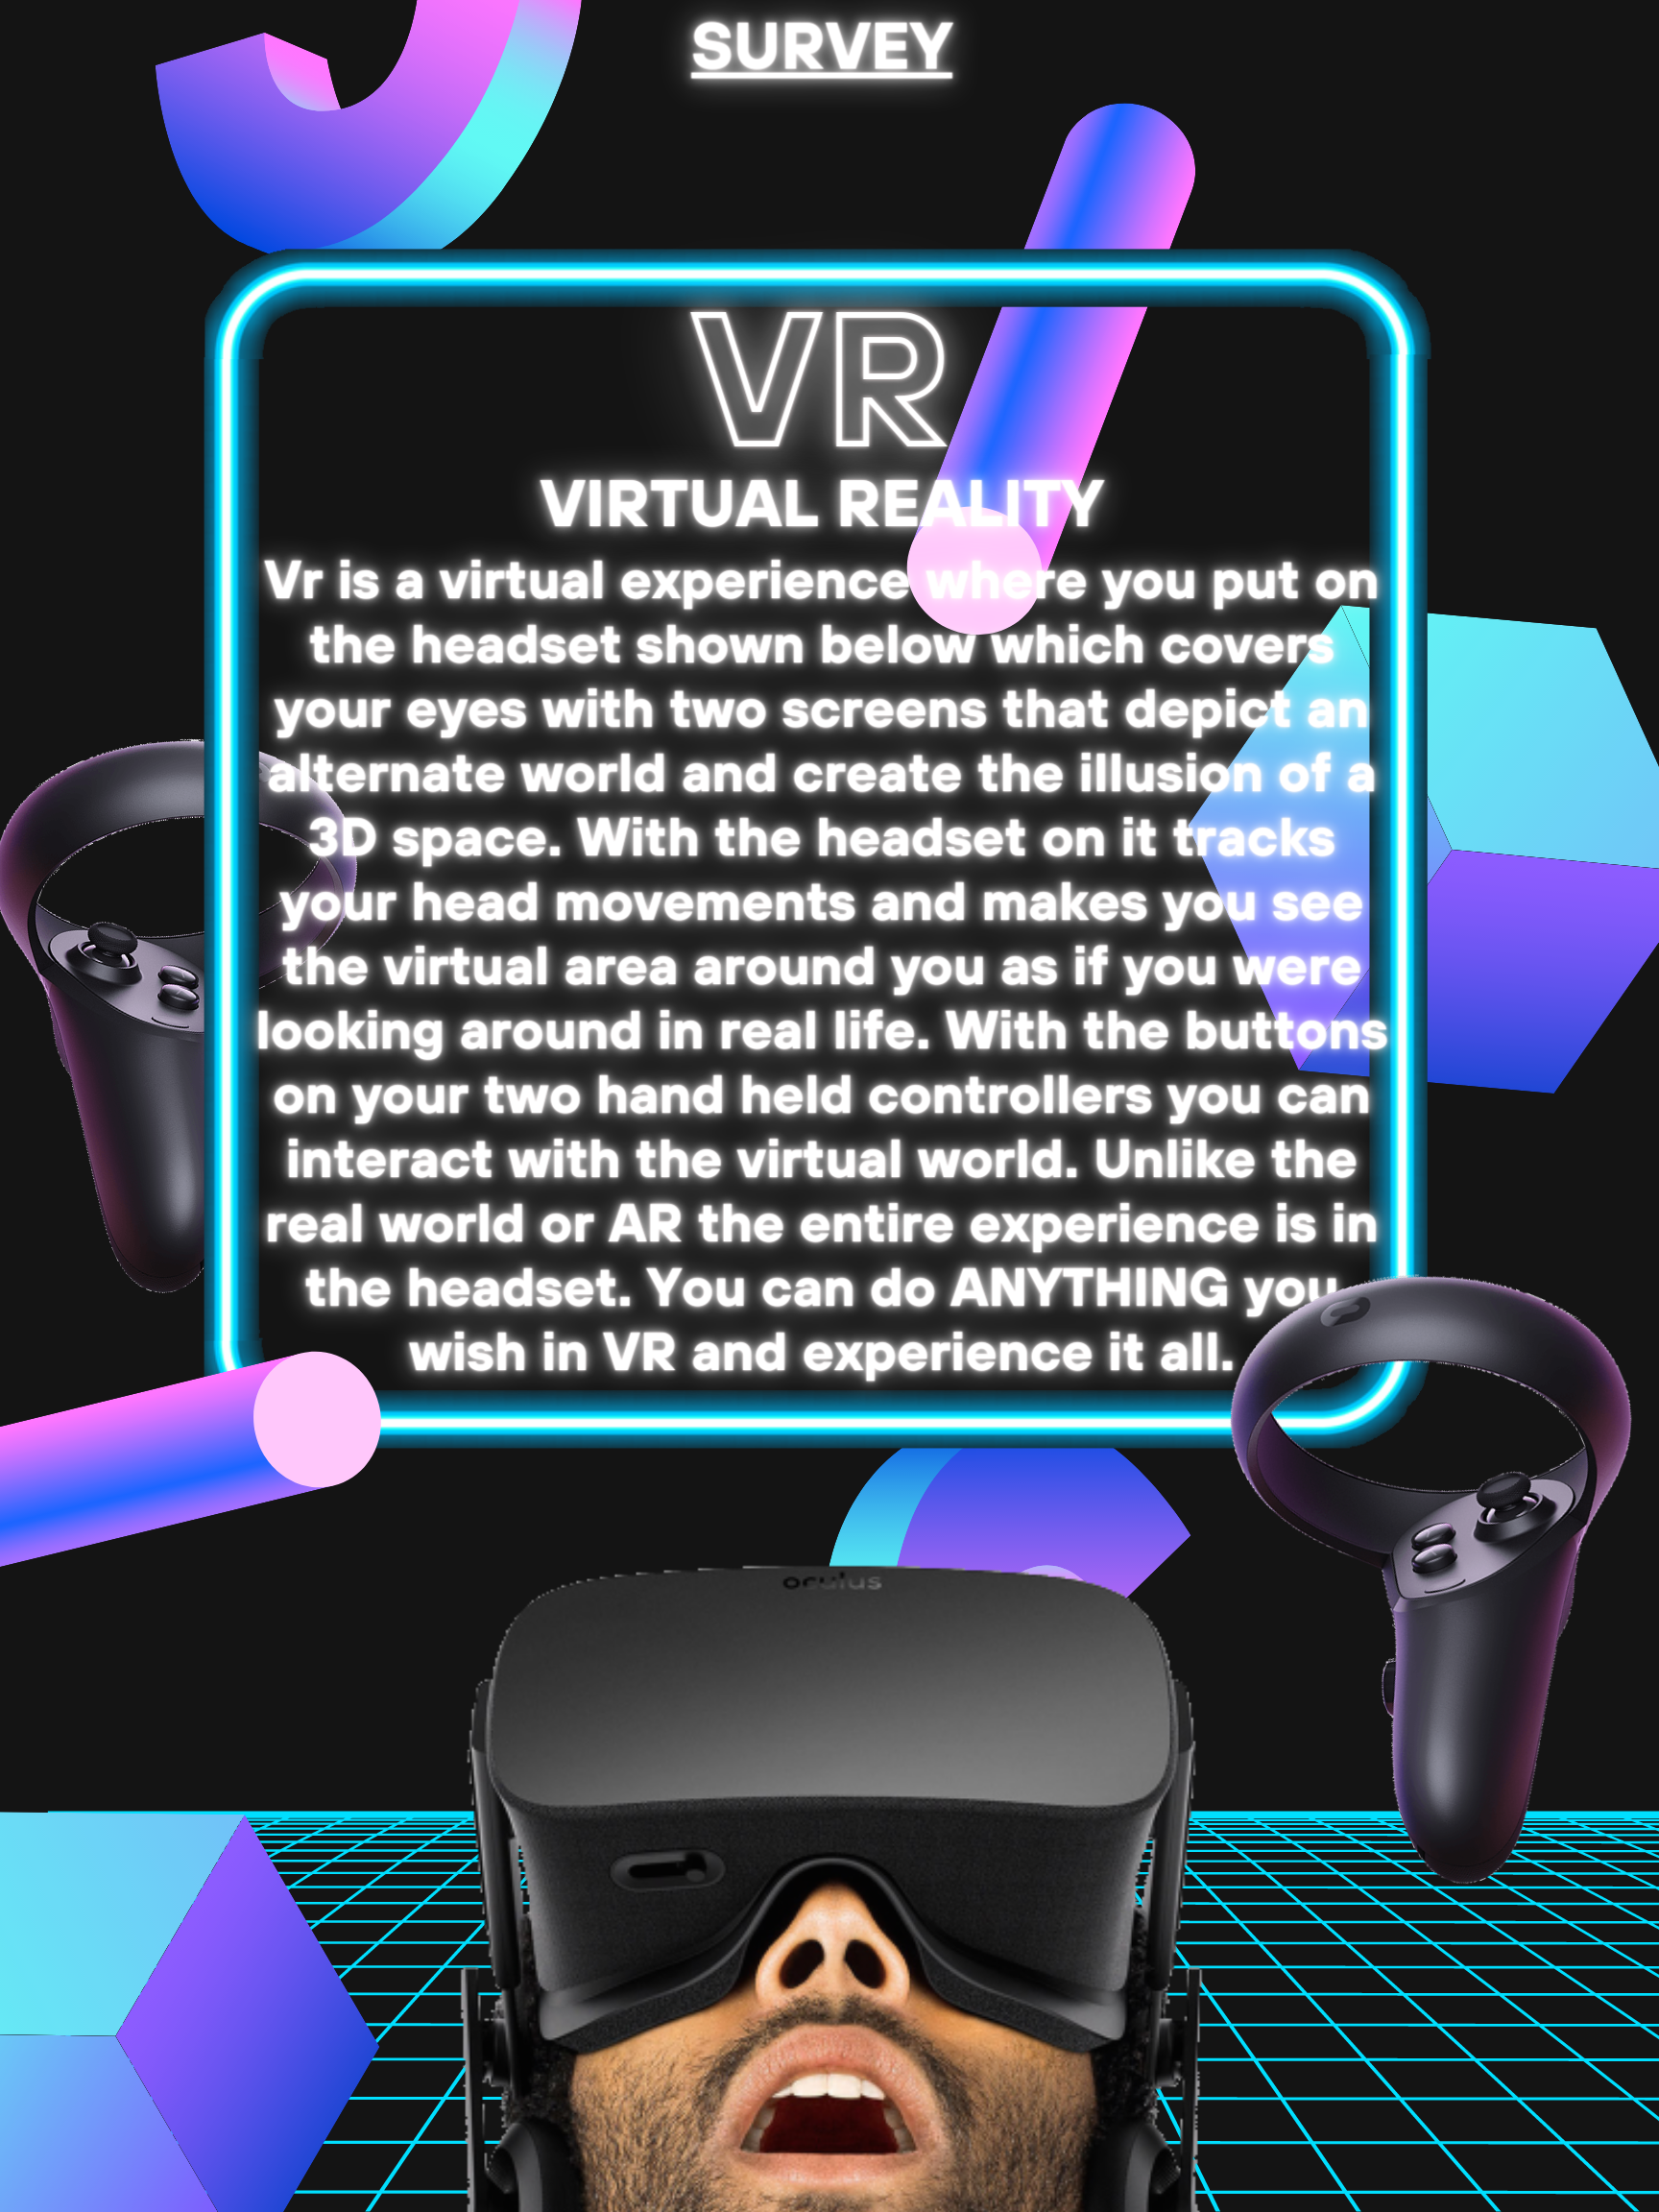 SURVEY
VR
VIRTUAL REALITY
Vr is a virtual experience where you put on
the headset shown below which covers
your eyes with two screens that depict an
alternate world and create the illusion of a
3D space. With the headset on it tracks
your head movements and makes you see
the virtual area around you as if you were
looking around in real life. With the buttons
on your two hand held controllers you can
interact with the virtual world. Unlike the
real world or AR the entire experience is in
the headset. You can do ANYTHING you
wish in VR and experience it all.
oculus